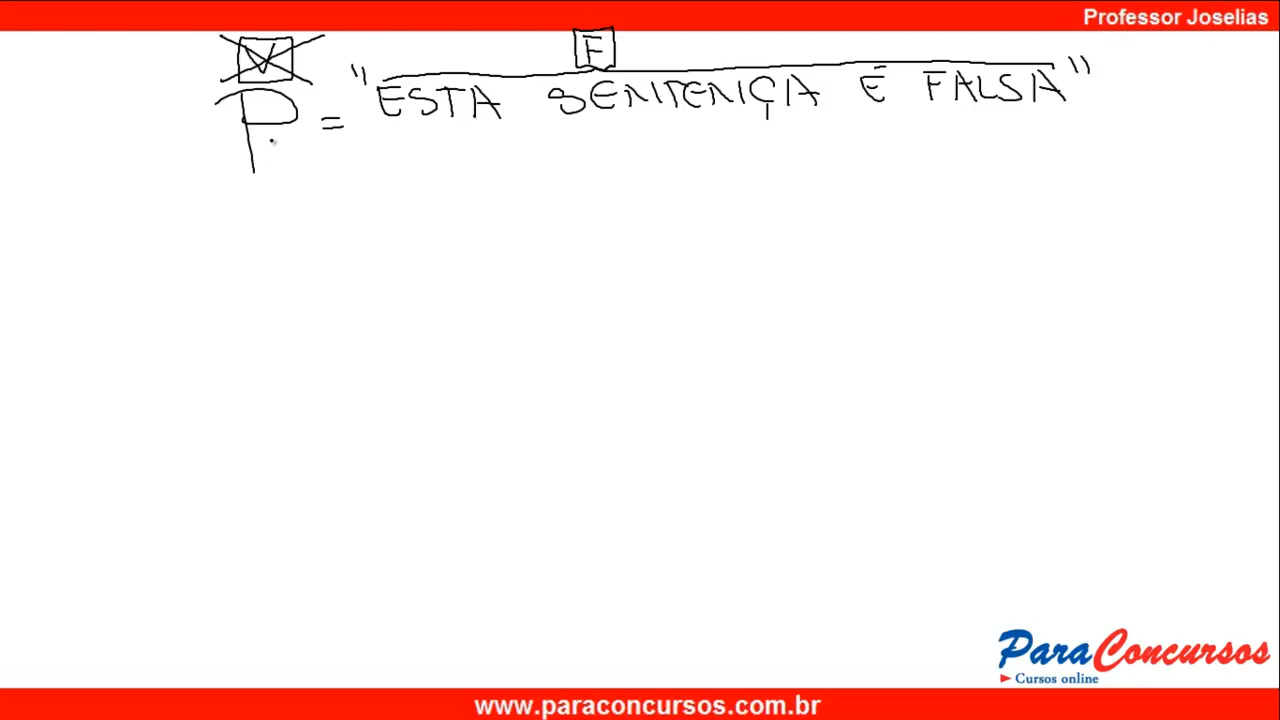 Professor Joselias
V F
P = "ESTA SENTENÇA É FALSA"
ParaConcursos
Cursos online
www.paraconcursos.com.br